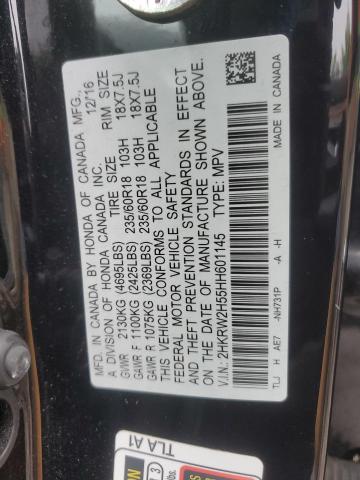 MFD. IN CANADA BY HONDA OF CANADA MFG., 12/16
A DIVISION OF HONDA CANADA INC.
TIRE SIZE RIM SIZE
GVWR 2130KG (4695LBS)
GAWR F 1100KG (2425LBS) 235/60R18 103H 18X7.5J
GAWR R 1075KG (2369LBS) 235/60R18 103H 18X7.5J
THIS VEHICLE CONFORMS TO ALL APPLICABLE
FEDERAL MOTOR VEHICLE SAFETY
AND THEFT PREVENTION STANDARDS IN EFFECT
ON THE DATE OF MANUFACTURE SHOWN ABOVE.
V.I.N.: 2HKRW2H55HH601145 TYPE: MPV
TLJ H AE7 -NH731P -A -H
MADE IN CANADA
TLA A1